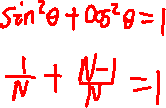 sin²θ + cos²θ = 1
1/N + N-1/N = 1